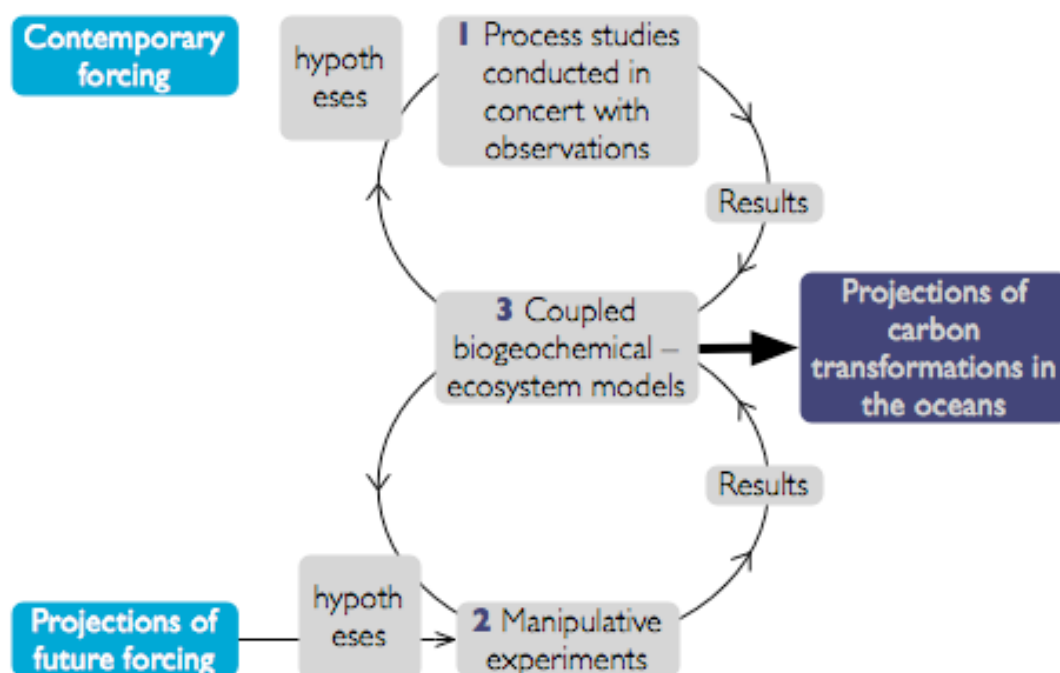 Contemporary
forcing
hypoth
eses
1 Process studies
conducted in
concert with
observations
Results
3 Coupled
biogeochemical –
ecosystem models
Projections of
carbon
transformations in
the oceans
Results
Projections of
future forcing
hypoth
eses
2 Manipulative
experiments